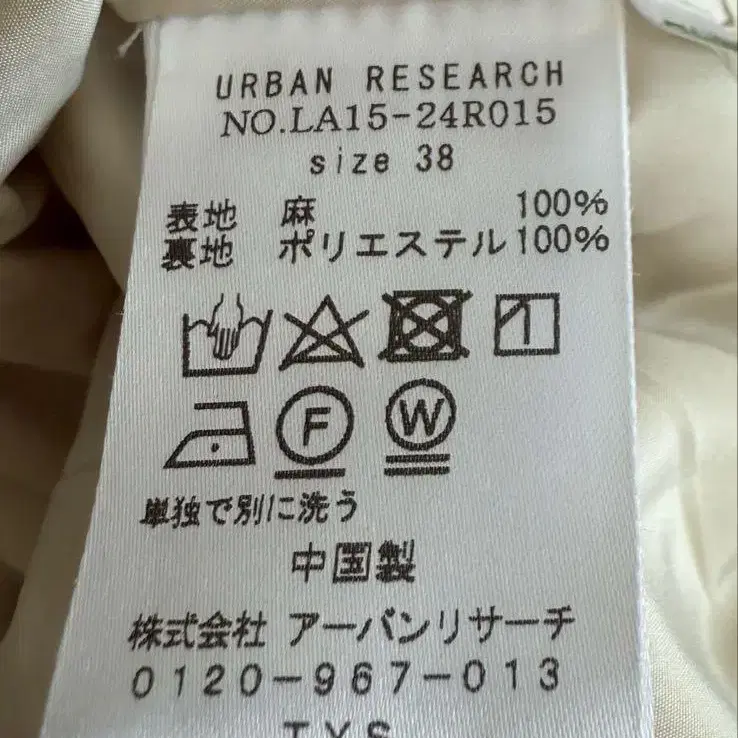 URBAN RESEARCH
NO.LA15-24R015
size 38
表地 麻 100%
裏地 ポリエステル 100%
F W
単独で別に洗う
中国製
株式会社 アーバンリサーチ
0120-967-013
TYS